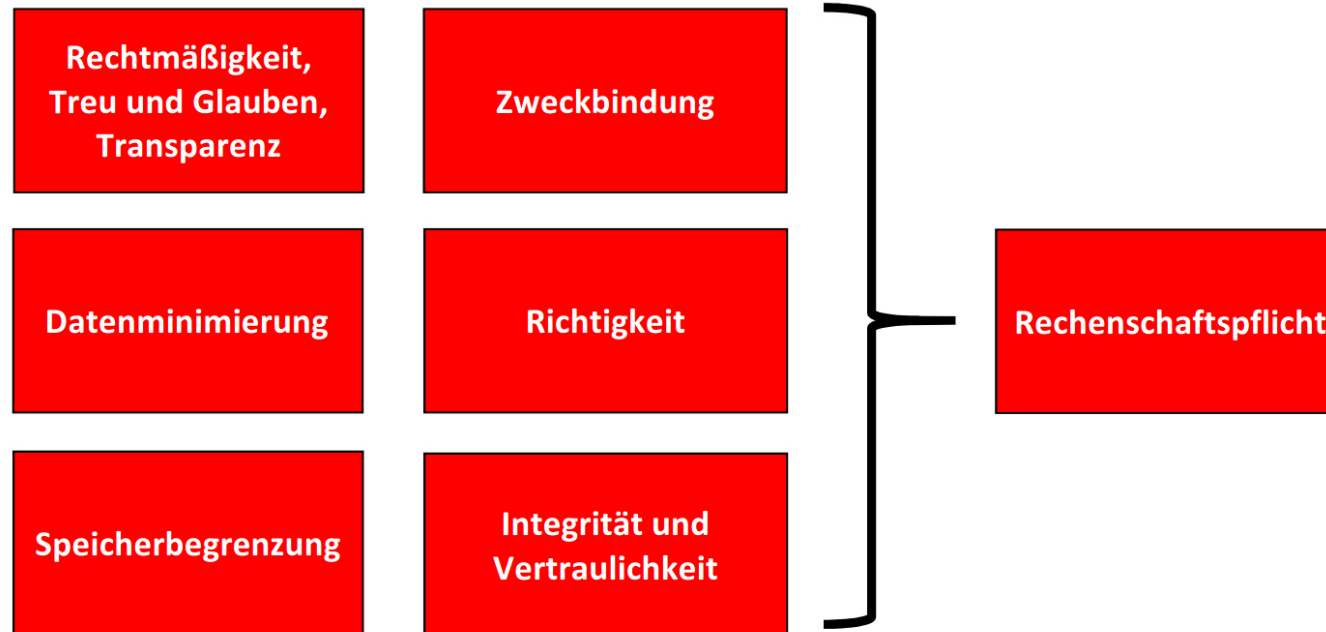 Rechtmäßigkeit,
Treu und Glauben,
Transparenz
Zweckbindung
Datenminimierung
Richtigkeit
Rechenschaftspflicht
Speicherbegrenzung
Integrität und
Vertraulichkeit